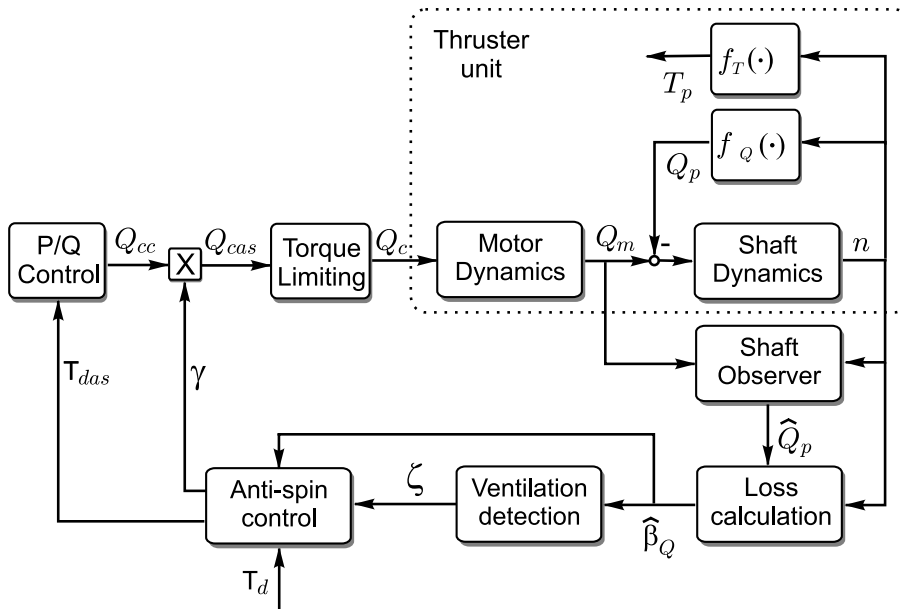 Thruster
unit
f_T(·)
T_p
f_Q(·)
Q_p
P/Q
Control
Q_cc
X
Q_cas
Torque
Limiting
Q_c
Motor
Dynamics
Q_m
-
Shaft
Dynamics
n
T_das
γ
Shaft
Observer
Q̂_p
Anti-spin
control
ζ
Ventilation
detection
β̂_Q
Loss
calculation
T_d